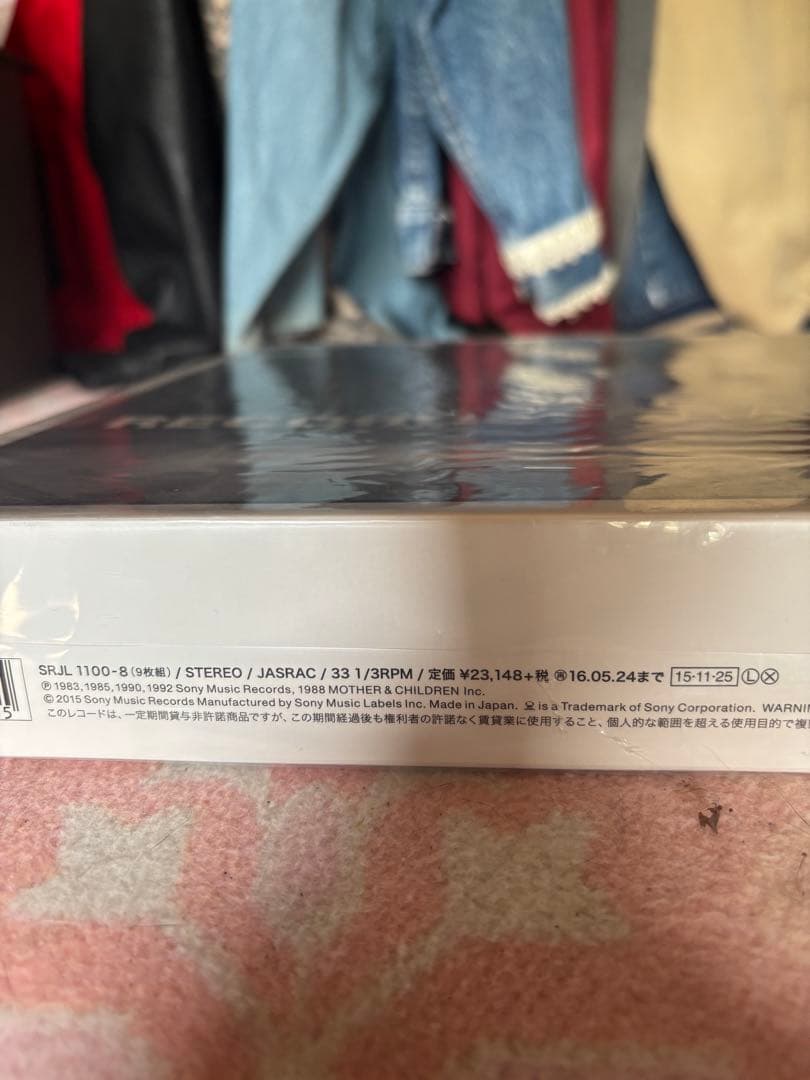 SRJL 1100-8(9枚組) / STEREO / JASRAC / 33 1/3RPM / 定価 ¥23,148+税 ㊢16.05.24まで 15·11·25 Ⓛ Ⓧ
5
Ⓟ 1983,1985,1990,1992 Sony Music Records, 1988 MOTHER & CHILDREN Inc.
© 2015 Sony Music Records Manufactured by Sony Music Labels Inc. Made in Japan. is a Trademark of Sony Corporation. WARNIN
このレコードは、一定期間貸与非許諾商品ですが、この期間経過後も権利者の許諾なく賃貸業に使用すること、個人的な範囲を超える使用目的で複